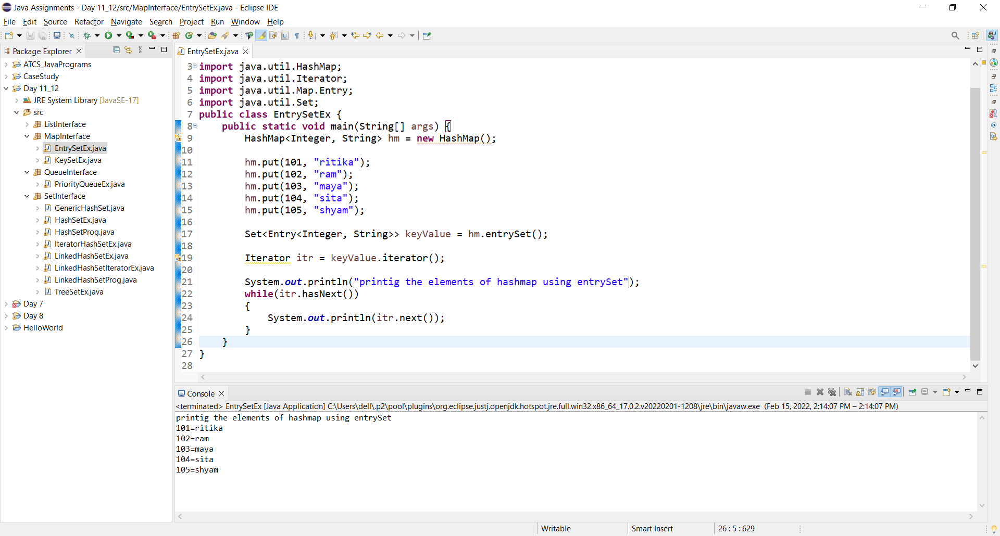 Java Assignments - Day 11_12/src/MapInterface/EntrySetEx.java - Eclipse IDE
File Edit Source Refactor Navigate Search Project Run Window Help
Package Explorer
ATCS_JavaPrograms
CaseStudy
Day 11_12
JRE System Library [JavaSE-17]
src
ListInterface
MapInterface
EntrySetEx.java
KeySetEx.java
QueueInterface
PriorityQueueEx.java
SetInterface
GenericHashSet.java
HashSetEx.java
HashSetProg.java
IteratorHashSetEx.java
LinkedHashSetEx.java
LinkedHashSetIteratorEx.java
LinkedHashSetProg.java
TreeSetEx.java
Day 7
Day 8
HelloWorld
EntrySetEx.java
3 import java.util.HashMap;
4 import java.util.Iterator;
5 import java.util.Map.Entry;
6 import java.util.Set;
7 public class EntrySetEx {
8     public static void main(String[] args) {
9         HashMap<Integer, String> hm = new HashMap();
10
11         hm.put(101, "ritika");
12         hm.put(102, "ram");
13         hm.put(103, "maya");
14         hm.put(104, "sita");
15         hm.put(105, "shyam");
16
17         Set<Entry<Integer, String>> keyValue = hm.entrySet();
18
19         Iterator itr = keyValue.iterator();
20
21         System.out.println("printig the elements of hashmap using entrySet");
22         while(itr.hasNext())
23         {
24             System.out.println(itr.next());
25         }
26     }
27 }
28
Console
<terminated> EntrySetEx [Java Application] C:\Users\dell\.p2\pool\plugins\org.eclipse.justj.openjdk.hotspot.jre.full.win32.x86_64_17.0.2.v20220201-1208\jre\bin\javaw.exe (Feb 15, 2022, 2:14:07 PM – 2:14:07 PM)
printig the elements of hashmap using entrySet
101=ritika
102=ram
103=maya
104=sita
105=shyam
Writable Smart Insert 26 : 5 : 629